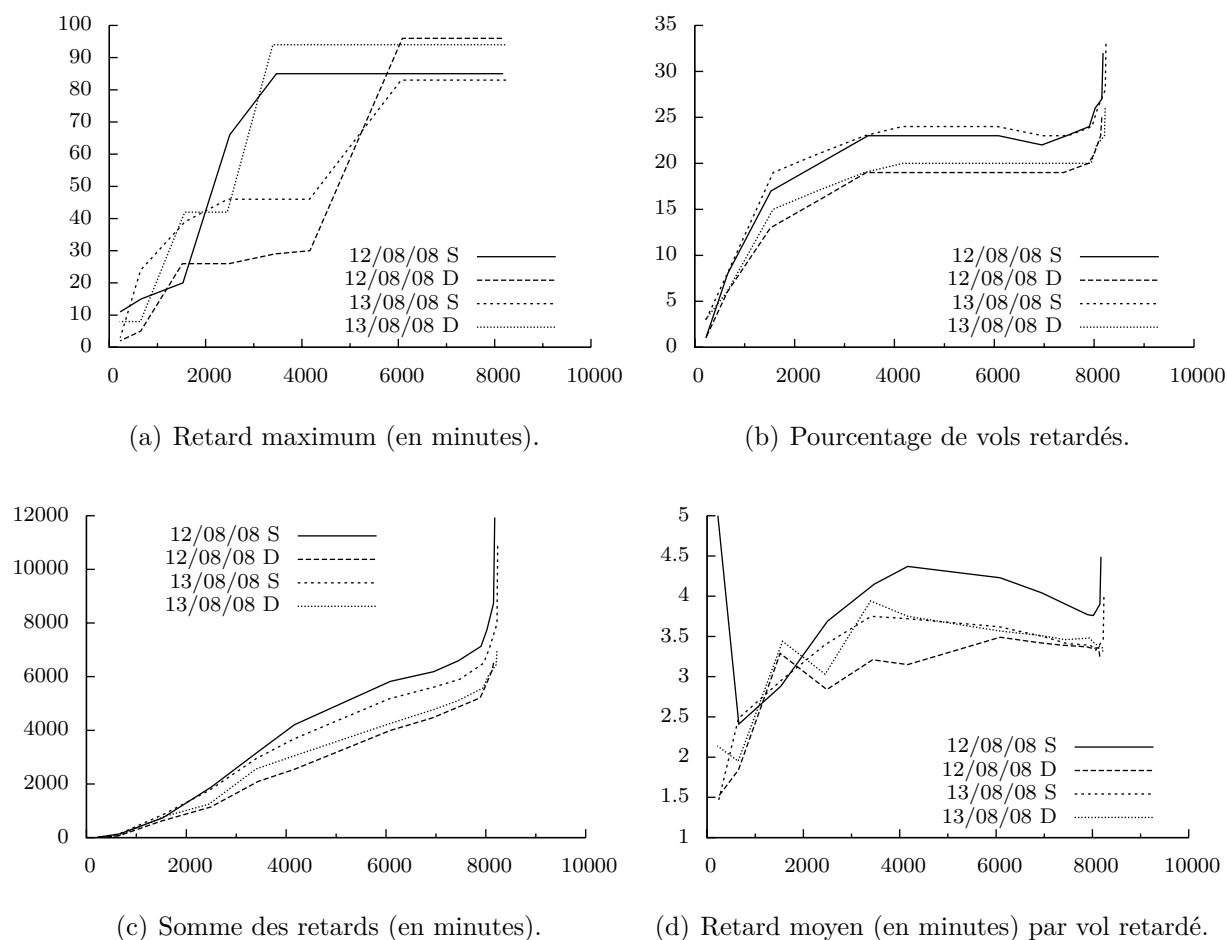 100
90
80
70
60
50
40
30
20
10
0
0 2000 4000 6000 8000 10000
12/08/08 S
12/08/08 D
13/08/08 S
13/08/08 D
(a) Retard maximum (en minutes).
35
30
25
20
15
10
5
0
0 2000 4000 6000 8000 10000
12/08/08 S
12/08/08 D
13/08/08 S
13/08/08 D
(b) Pourcentage de vols retardés.
12000
10000
8000
6000
4000
2000
0
0 2000 4000 6000 8000 10000
12/08/08 S
12/08/08 D
13/08/08 S
13/08/08 D
(c) Somme des retards (en minutes).
5
4.5
4
3.5
3
2.5
2
1.5
1
0 2000 4000 6000 8000 10000
12/08/08 S
12/08/08 D
13/08/08 S
13/08/08 D
(d) Retard moyen (en minutes) par vol retardé.